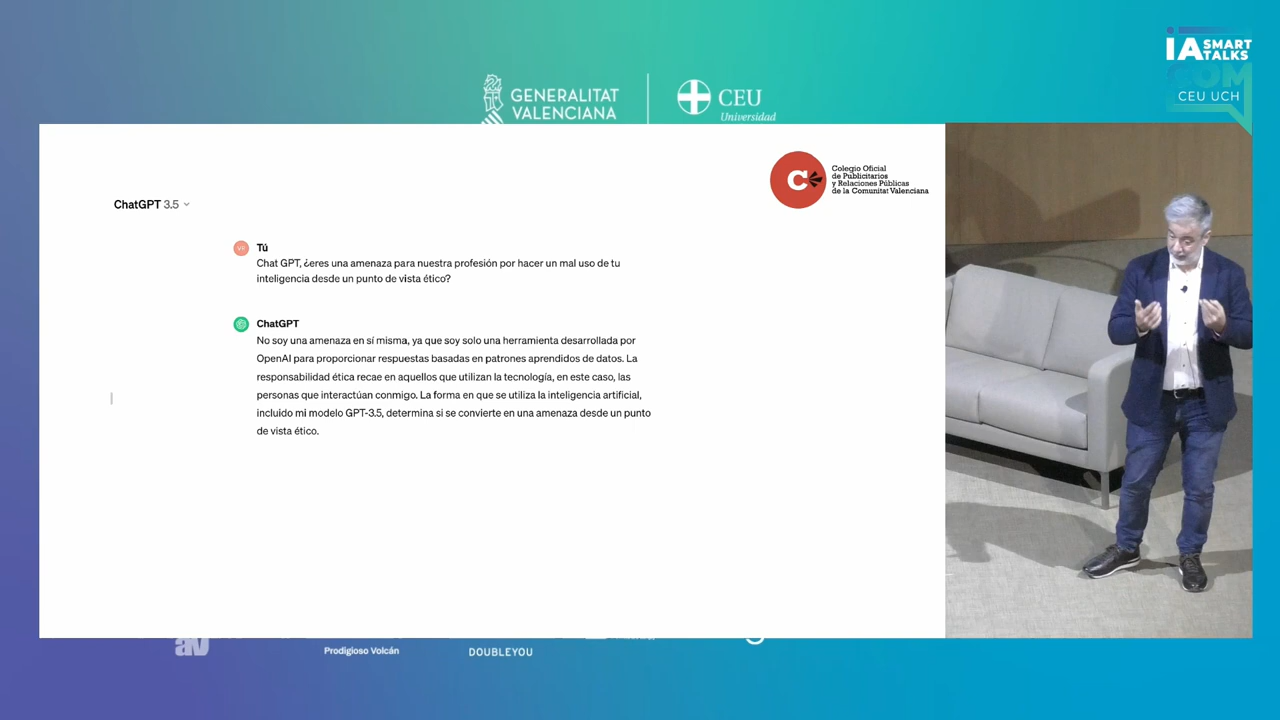 iA SMART
TALKS
COM
CEU UCH
GENERALITAT
VALENCIANA
CEU
Universidad
C
Colegio Oficial
de Publicitarios
y Relaciones Públicas
de la Comunitat Valenciana
ChatGPT 3.5
VR
Tú
Chat GPT, ¿eres una amenaza para nuestra profesión por hacer un mal uso de tu
inteligencia desde un punto de vista ético?
ChatGPT
No soy una amenaza en sí misma, ya que soy solo una herramienta desarrollada por
OpenAI para proporcionar respuestas basadas en patrones aprendidos de datos. La
responsabilidad ética recae en aquellos que utilizan la tecnología, en este caso, las
personas que interactúan conmigo. La forma en que se utiliza la inteligencia artificial,
incluido mi modelo GPT-3.5, determina si se convierte en una amenaza desde un punto
de vista ético.
Prodigioso Volcán
DOUBLEYOU